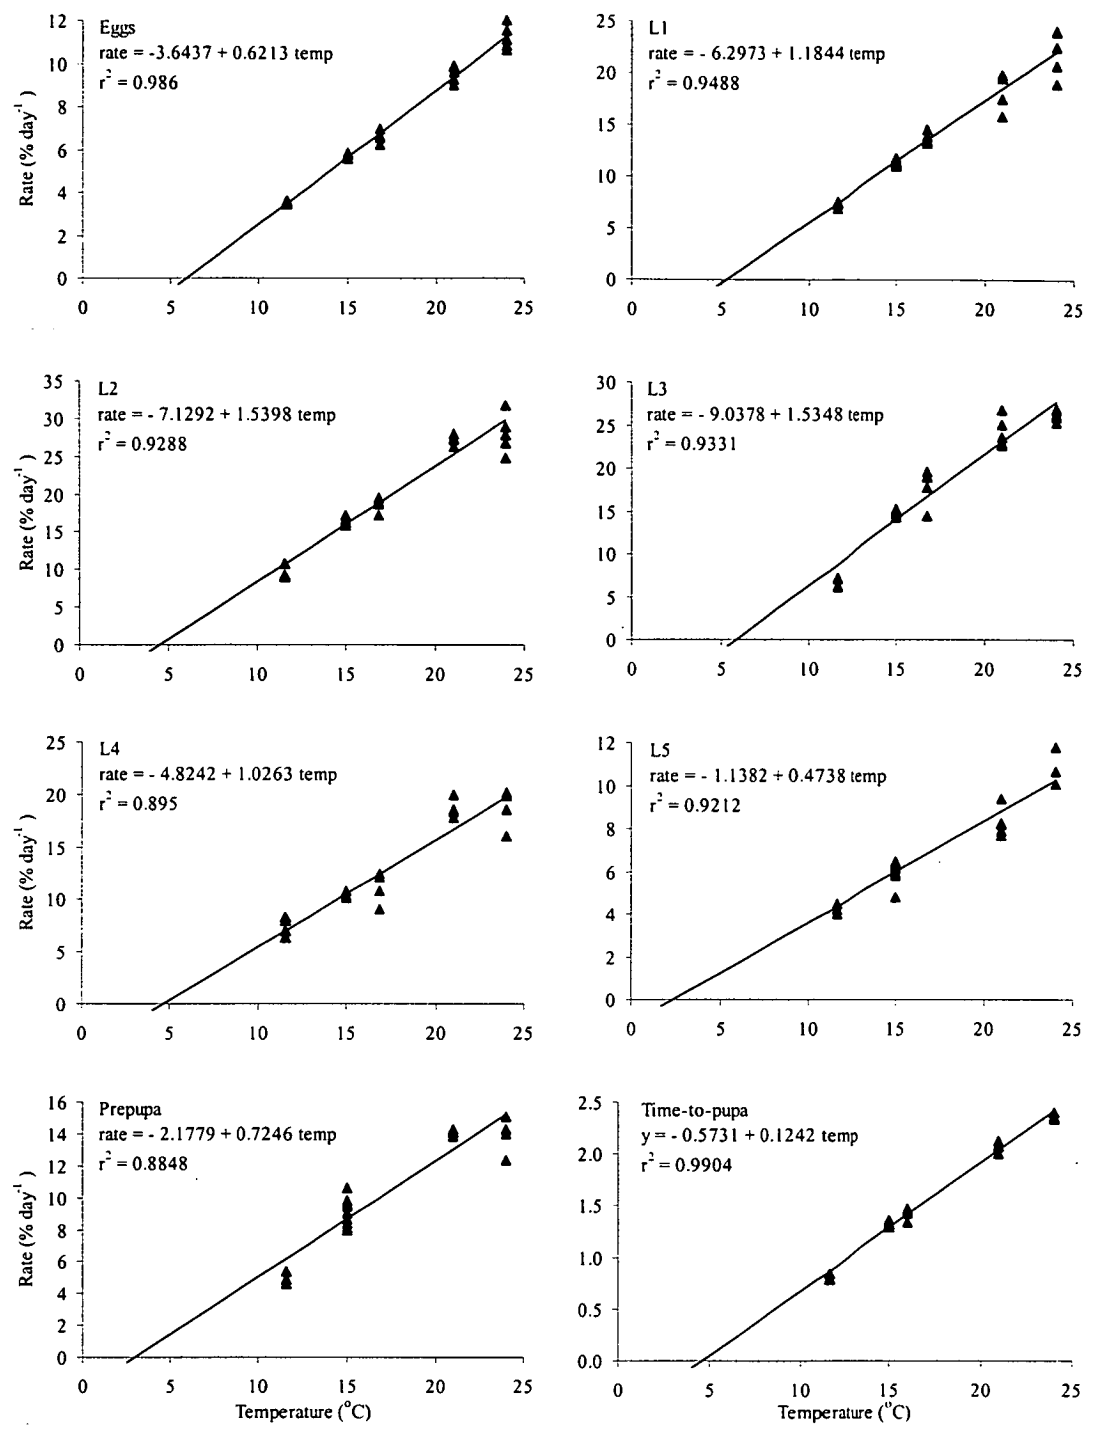 Eggs
rate = -3.6437 + 0.6213 temp
r² = 0.986
Rate (% day⁻¹)
12
10
8
6
4
2
0
0 5 10 15 20 25
L1
rate = - 6.2973 + 1.1844 temp
r² = 0.9488
25
20
15
10
5
0
0 5 10 15 20 25
L2
rate = - 7.1292 + 1.5398 temp
r² = 0.9288
Rate (% day⁻¹)
35
30
25
20
15
10
5
0
0 5 10 15 20 25
L3
rate = - 9.0378 + 1.5348 temp
r² = 0.9331
30
25
20
15
10
5
0
0 5 10 15 20 25
L4
rate = - 4.8242 + 1.0263 temp
r² = 0.895
Rate (% day⁻¹)
25
20
15
10
5
0
0 5 10 15 20 25
L5
rate = - 1.1382 + 0.4738 temp
r² = 0.9212
12
10
8
6
4
2
0
0 5 10 15 20 25
Prepupa
rate = - 2.1779 + 0.7246 temp
r² = 0.8848
Rate (% day⁻¹)
16
14
12
10
8
6
4
2
0
0 5 10 15 20 25
Temperature (°C)
Time-to-pupa
y = - 0.5731 + 0.1242 temp
r² = 0.9904
2.5
2.0
1.5
1.0
0.5
0.0
0 5 10 15 20 25
Temperature (°C)